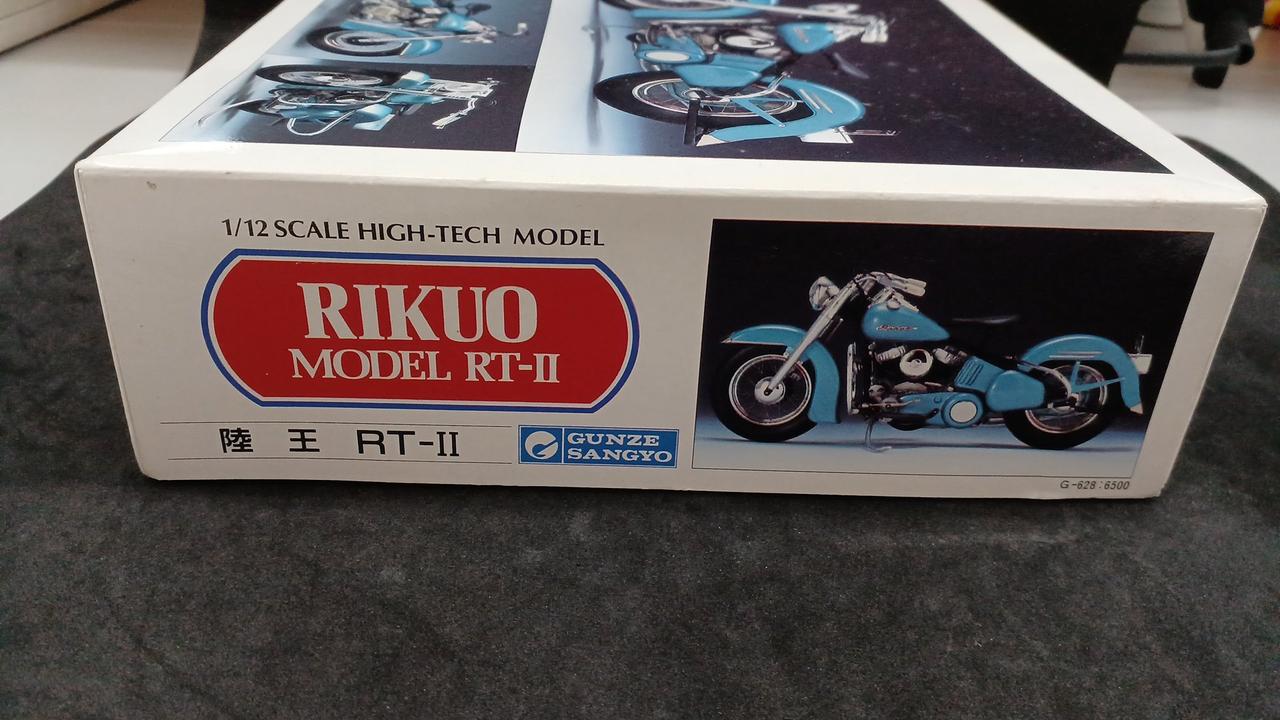 1/12 SCALE HIGH-TECH MODEL
RIKUO
MODEL RT-II
陸 王 RT-II
GUNZE
SANGYO
G-628:6500